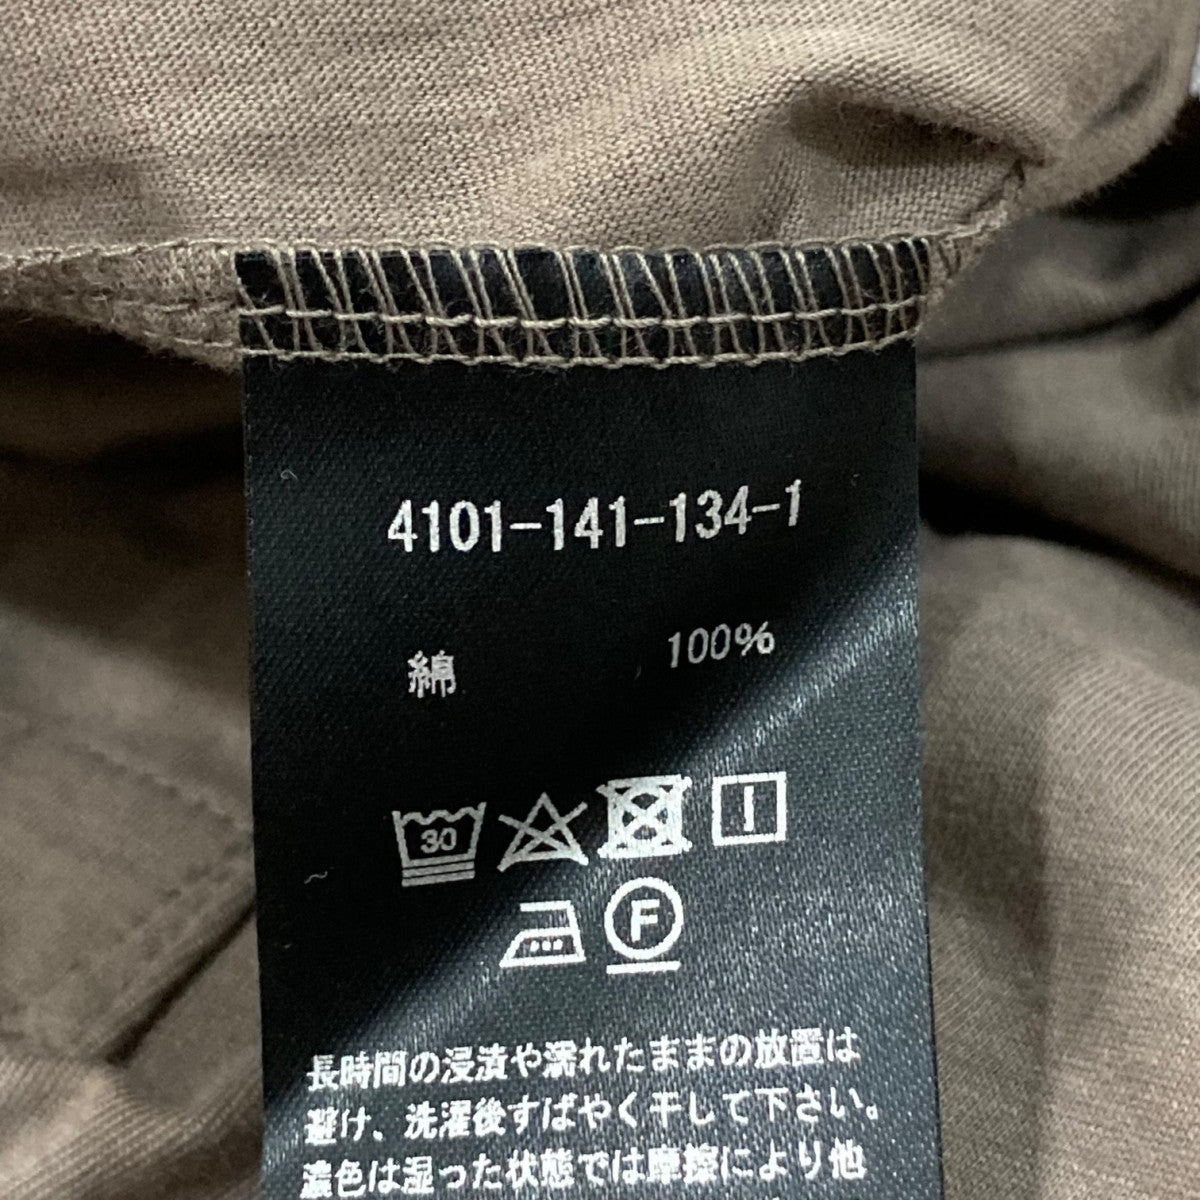 4101-141-134-1
綿 100%
30
F
長時間の浸漬や濡れたままの放置は
避け、洗濯後すばやく干して下さい。
濃色は湿った状態では摩擦により他